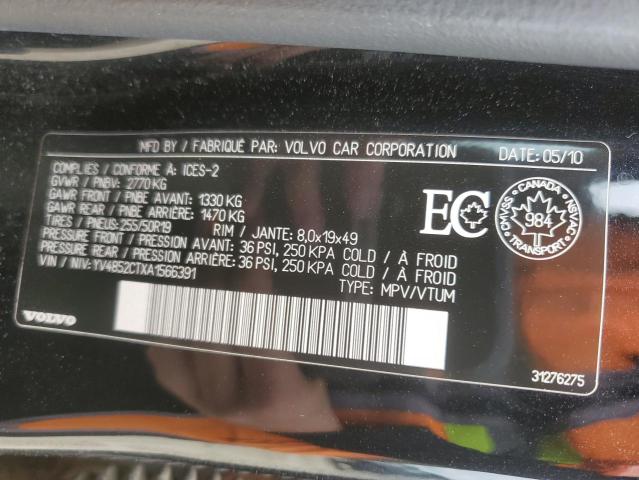 MFD BY / FABRIQUÉ PAR: VOLVO CAR CORPORATION DATE: 05/10
COMPLIES / CONFORME À: ICES-2
GVWR / PNBV: 2770 KG
GAWR FRONT / PNBE AVANT: 1330 KG
GAWR REAR / PNBE ARRIÈRE: 1470 KG
TIRES / PNEUS: 255/50R19 RIM / JANTE: 8,0x19x49
PRESSURE FRONT / PRESSION AVANT: 36 PSI, 250 KPA COLD / À FROID
PRESSURE REAR / PRESSION ARRIÈRE: 36 PSI, 250 KPA COLD / À FROID
VIN / NIV: YV4852CTXA1566391 TYPE: MPV/VTUM
EC
CANADA
CMVSS
984
NSVAC
TRANSPORT
VOLVO
31276275